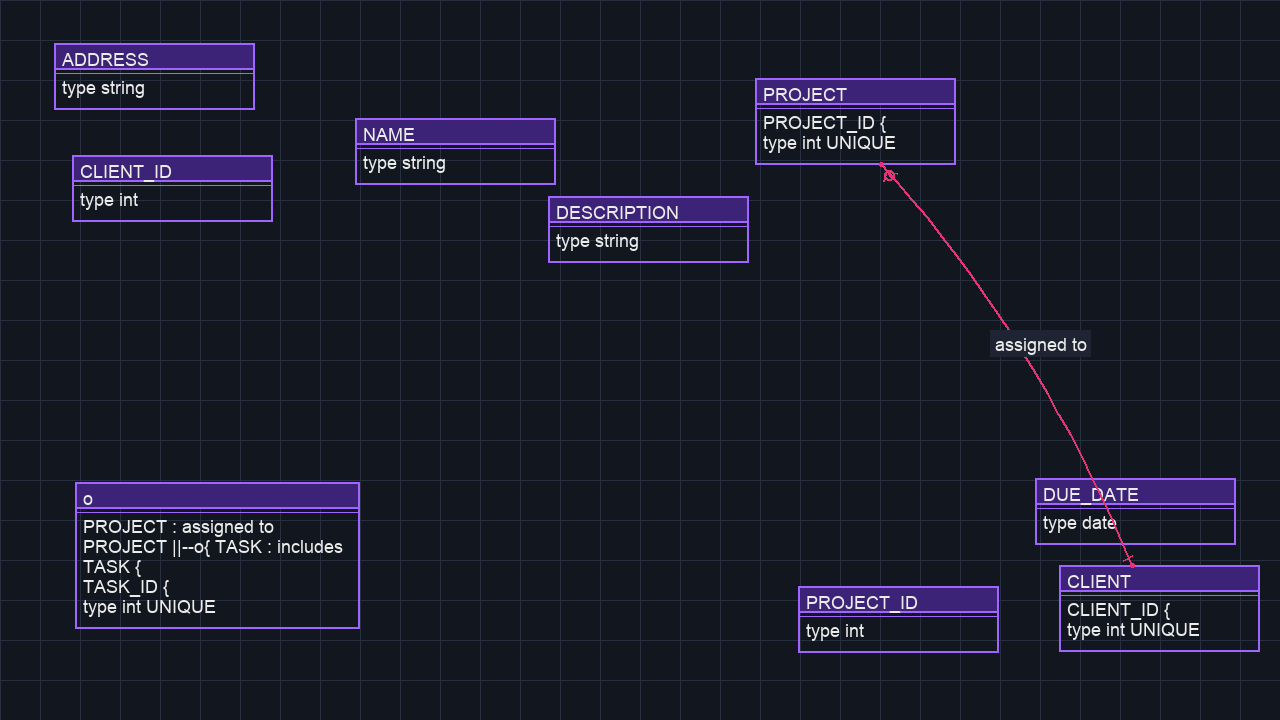 ADDRESS
type string
CLIENT_ID
type int
NAME
type string
DESCRIPTION
type string
PROJECT
PROJECT_ID {
type int UNIQUE
assigned to
o
PROJECT : assigned to
PROJECT ||--o{ TASK : includes
TASK {
TASK_ID {
type int UNIQUE
DUE_DATE
type date
PROJECT_ID
type int
CLIENT
CLIENT_ID {
type int UNIQUE